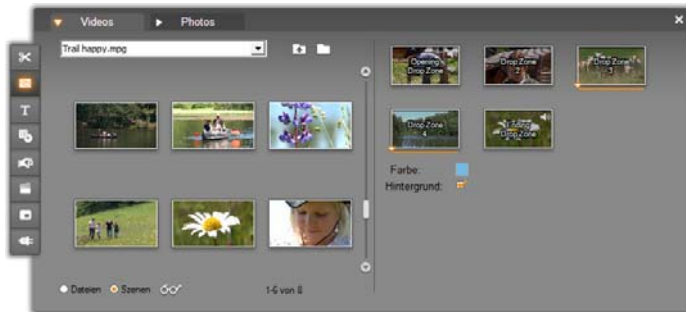 Videos
Photos
Trail happy.mpg
Opening
Drop Zone
Drop Zone
2
Drop Zone
3
Drop Zone
4
Ending
Drop Zone
Farbe:
Hintergrund:
Dateien
Szenen
1-6 von 8
T